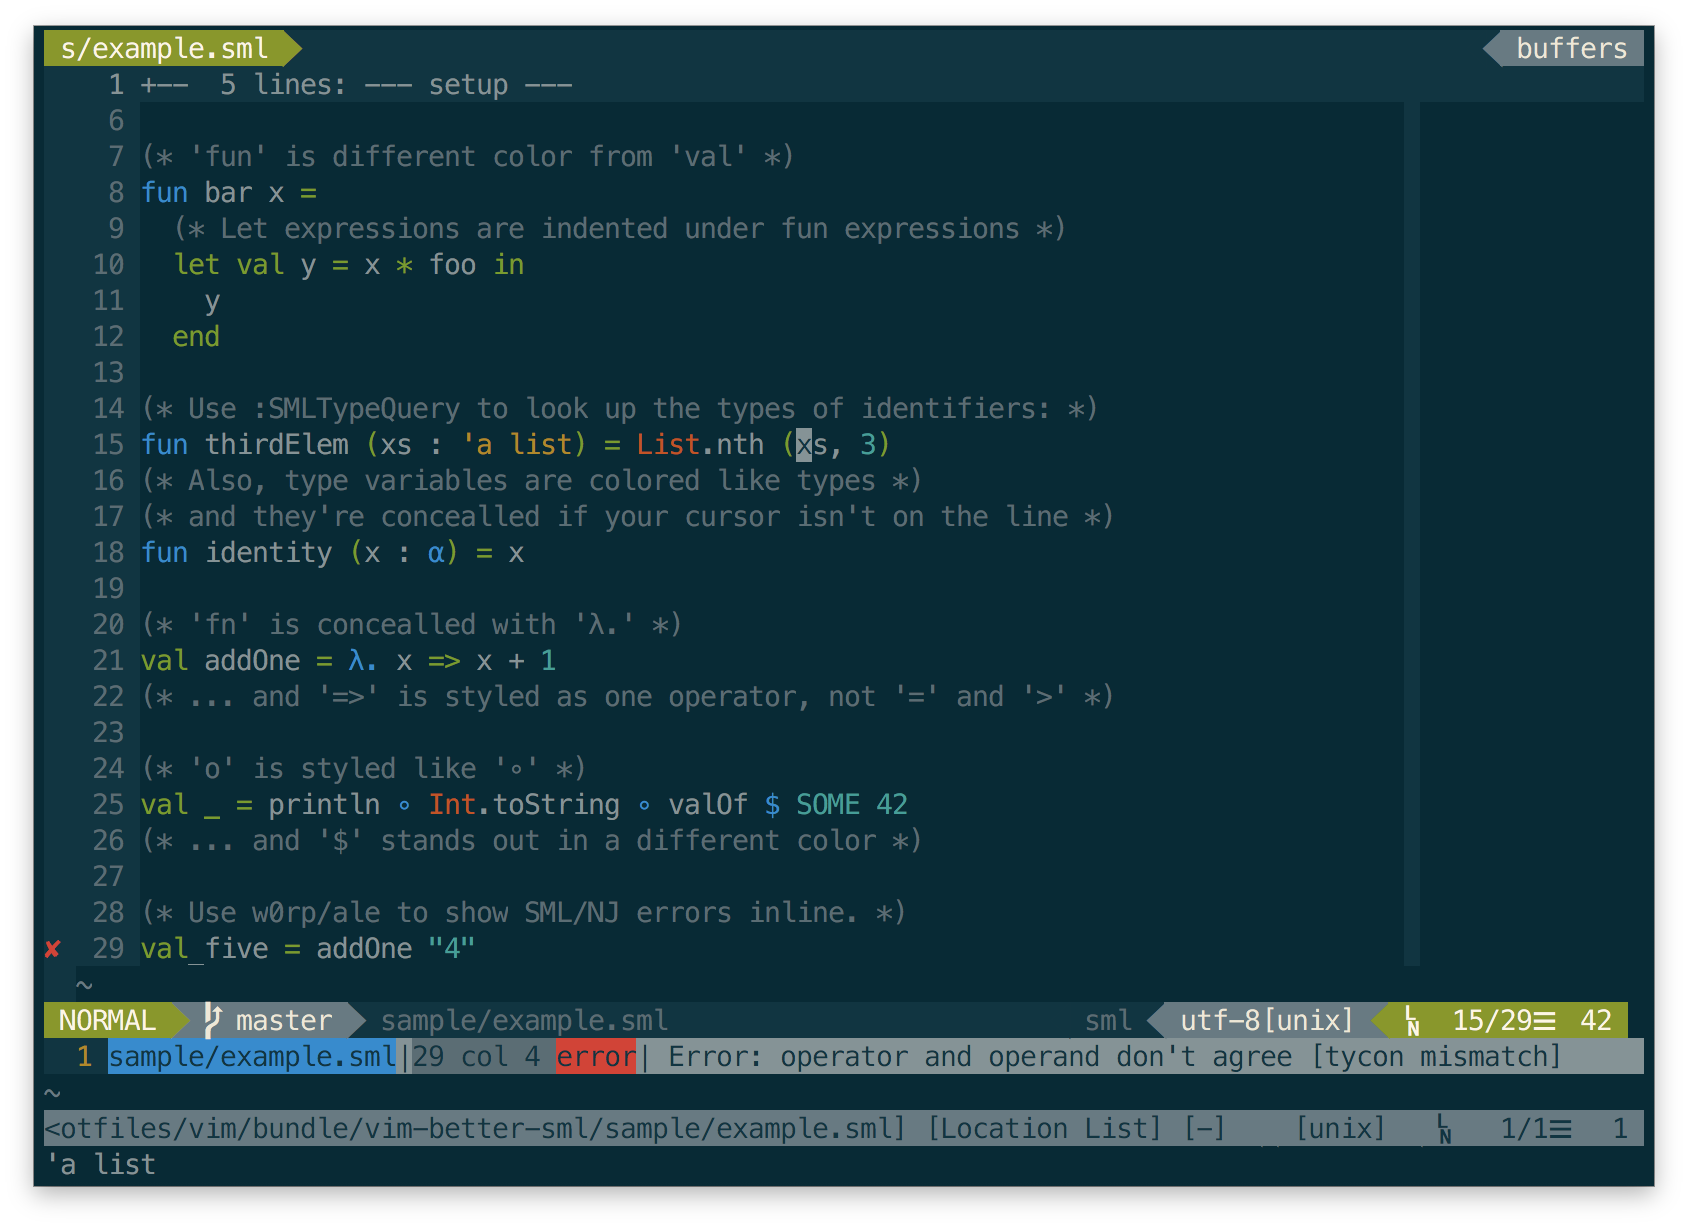 s/example.sml buffers
1 +--  5 lines: --- setup ---
6
7 (* 'fun' is different color from 'val' *)
8 fun bar x =
9   (* Let expressions are indented under fun expressions *)
10   let val y = x * foo in
11     y
12   end
13
14 (* Use :SMLTypeQuery to look up the types of identifiers: *)
15 fun thirdElem (xs : 'a list) = List.nth (xs, 3)
16 (* Also, type variables are colored like types *)
17 (* and they're concealled if your cursor isn't on the line *)
18 fun identity (x : α) = x
19
20 (* 'fn' is concealled with 'λ.' *)
21 val addOne = λ. x => x + 1
22 (* ... and '=>' is styled as one operator, not '=' and '>' *)
23
24 (* 'o' is styled like '∘' *)
25 val _ = println ∘ Int.toString ∘ valOf $ SOME 42
26 (* ... and '$' stands out in a different color *)
27
28 (* Use w0rp/ale to show SML/NJ errors inline. *)
✘ 29 val five = addOne "4"
~
NORMAL master sample/example.sml sml utf-8[unix] LN 15/29≡ 42
1 sample/example.sml|29 col 4 error| Error: operator and operand don't agree [tycon mismatch]
~
<otfiles/vim/bundle/vim-better-sml/sample/example.sml] [Location List] [-] [unix] LN 1/1≡ 1
'a list